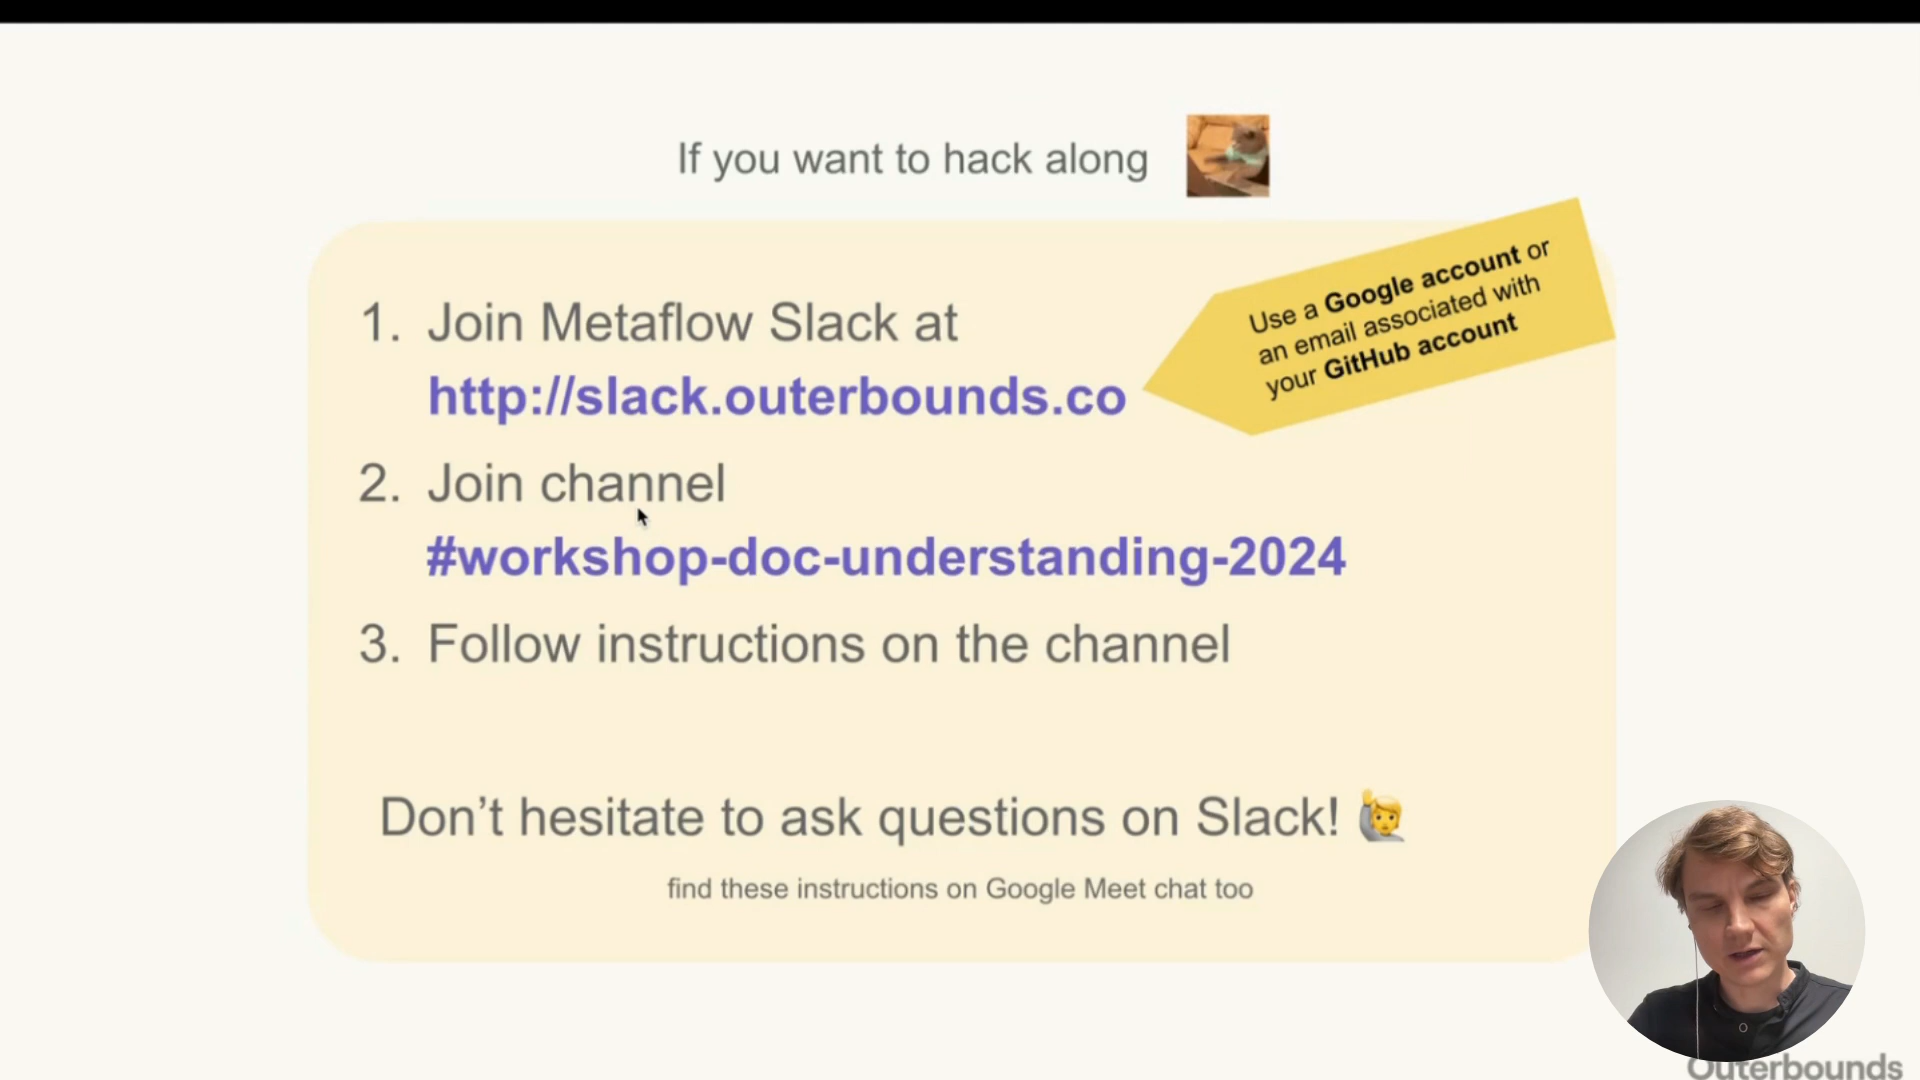 If you want to hack along
Use a Google account or
an email associated with
your GitHub account
1. Join Metaflow Slack at
http://slack.outerbounds.co
2. Join channel
#workshop-doc-understanding-2024
3. Follow instructions on the channel
Don’t hesitate to ask questions on Slack! 🙋
find these instructions on Google Meet chat too
Outerbounds